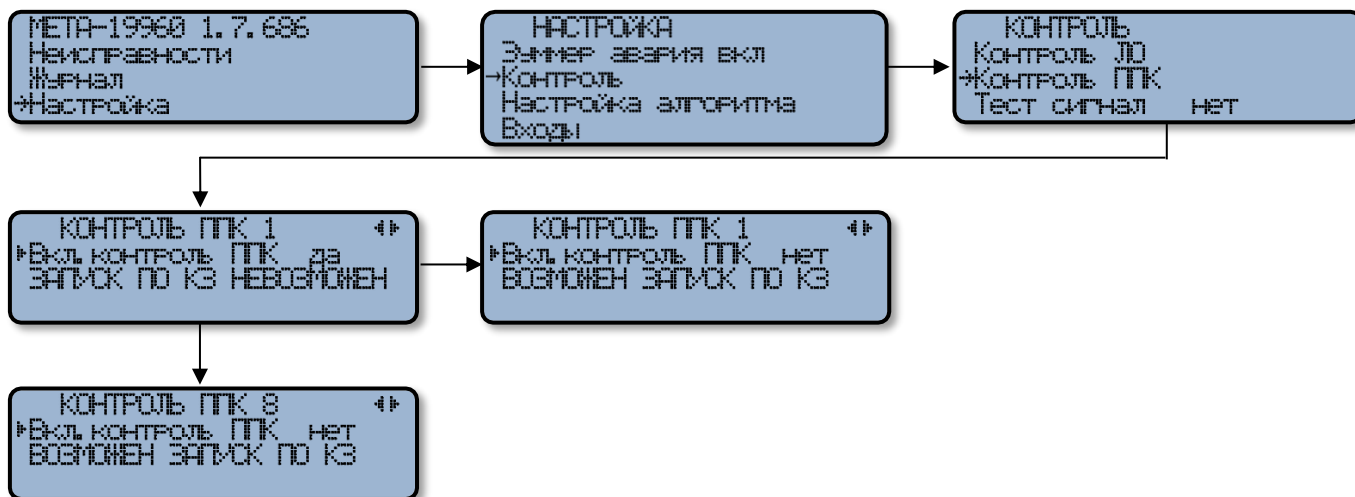 МЕТА-19960 1.7.686
Неисправности
Журнал
→Настройка
НАСТРОЙКА
Зуммер авария вкл
→Контроль
Настройка алгоритма
Входы
КОНТРОЛЬ
Контроль ЛО
→Контроль ППК
Тест сигнал нет
КОНТРОЛЬ ППК 1
Вкл. контроль ППК да
ЗАПУСК ПО КЗ НЕВОЗМОЖЕН
КОНТРОЛЬ ППК 1
Вкл. контроль ППК нет
ВОЗМОЖЕН ЗАПУСК ПО КЗ
КОНТРОЛЬ ППК 8
Вкл. контроль ППК нет
ВОЗМОЖЕН ЗАПУСК ПО КЗ